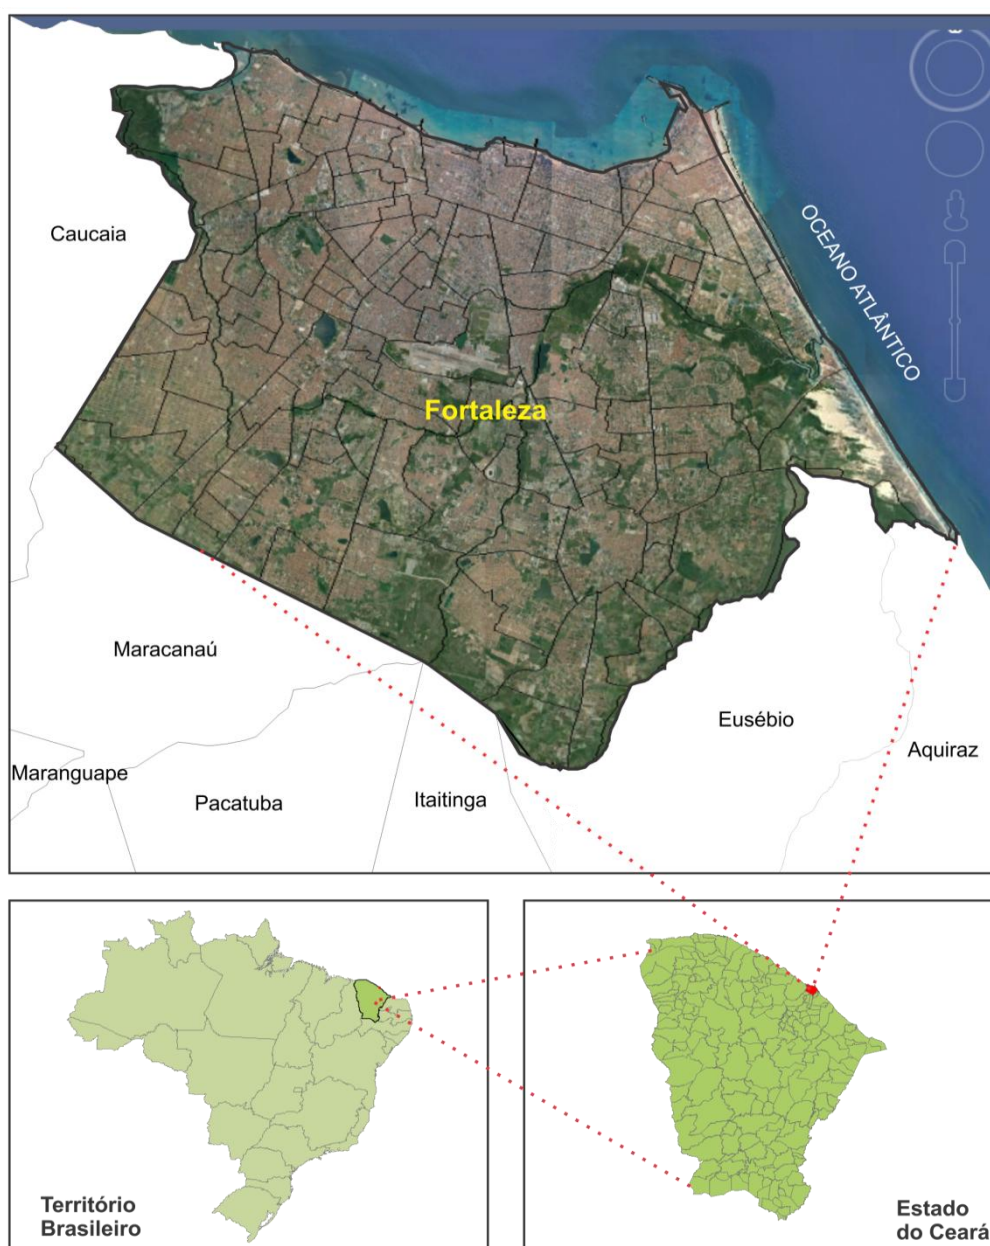 Caucaia
OCEANO ATLÂNTICO
Fortaleza
Maracanaú
Eusébio
Aquiraz
Maranguape
Pacatuba
Itaitinga
Território
Brasileiro
Estado
do Ceará